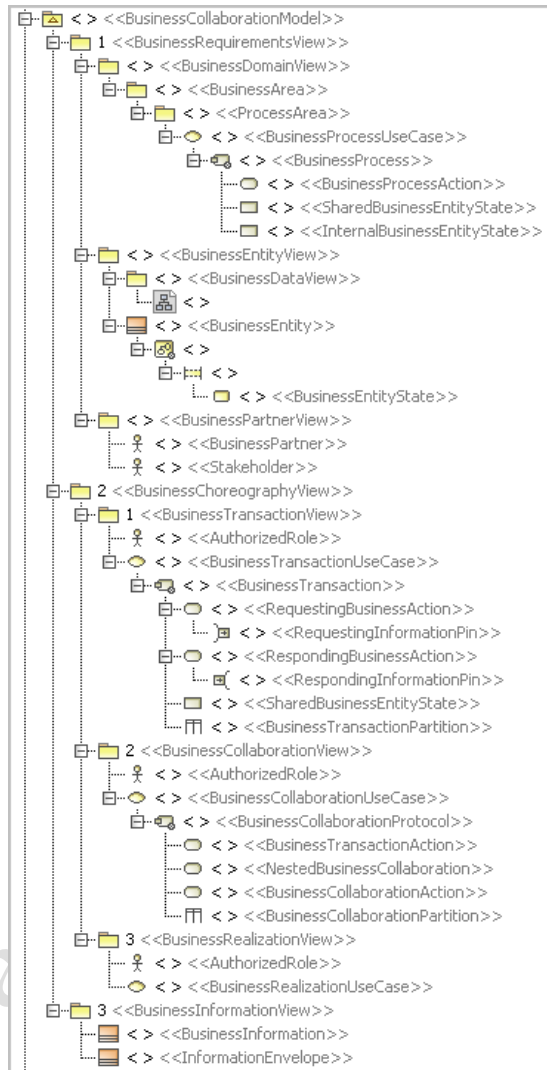 < > <<BusinessCollaborationModel>>
1 <<BusinessRequirementsView>>
< > <<BusinessDomainView>>
< > <<BusinessArea>>
< > <<ProcessArea>>
< > <<BusinessProcessUseCase>>
< > <<BusinessProcess>>
< > <<BusinessProcessAction>>
< > <<SharedBusinessEntityState>>
< > <<InternalBusinessEntityState>>
< > <<BusinessEntityView>>
< > <<BusinessDataView>>
< >
< > <<BusinessEntity>>
< >
< >
< > <<BusinessEntityState>>
< > <<BusinessPartnerView>>
< > <<BusinessPartner>>
< > <<Stakeholder>>
2 <<BusinessChoreographyView>>
1 <<BusinessTransactionView>>
< > <<AuthorizedRole>>
< > <<BusinessTransactionUseCase>>
< > <<BusinessTransaction>>
< > <<RequestingBusinessAction>>
< > <<RequestingInformationPin>>
< > <<RespondingBusinessAction>>
< > <<RespondingInformationPin>>
< > <<SharedBusinessEntityState>>
< > <<BusinessTransactionPartition>>
2 <<BusinessCollaborationView>>
< > <<AuthorizedRole>>
< > <<BusinessCollaborationUseCase>>
< > <<BusinessCollaborationProtocol>>
< > <<BusinessTransactionAction>>
< > <<NestedBusinessCollaboration>>
< > <<BusinessCollaborationAction>>
< > <<BusinessCollaborationPartition>>
3 <<BusinessRealizationView>>
< > <<AuthorizedRole>>
< > <<BusinessRealizationUseCase>>
3 <<BusinessInformationView>>
< > <<BusinessInformation>>
< > <<InformationEnvelope>>